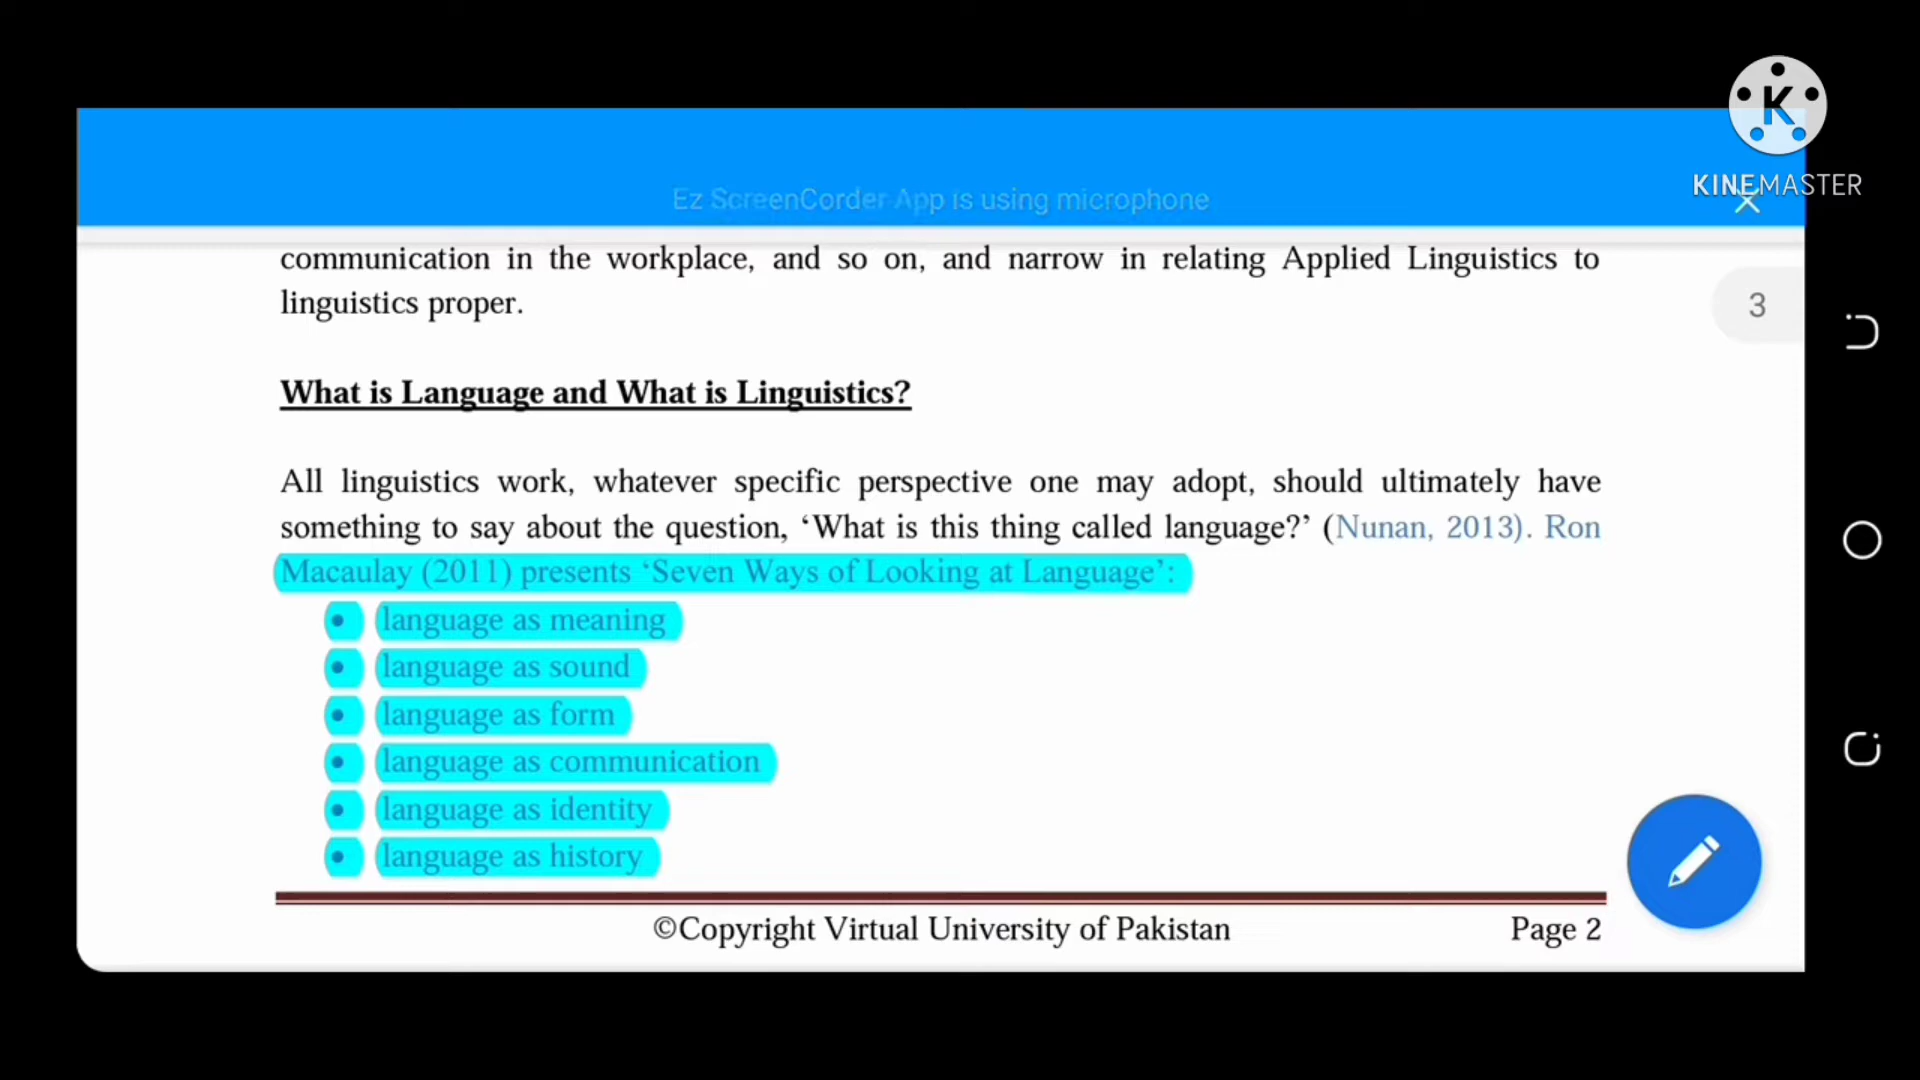 K
KINEMASTER
Ez ScreenCorder App is using microphone
communication in the workplace, and so on, and narrow in relating Applied Linguistics to
linguistics proper.
3
What is Language and What is Linguistics?
All linguistics work, whatever specific perspective one may adopt, should ultimately have
something to say about the question, ‘What is this thing called language?’ (Nunan, 2013). Ron
Macaulay (2011) presents ‘Seven Ways of Looking at Language’:
• language as meaning
• language as sound
• language as form
• language as communication
• language as identity
• language as history
©Copyright Virtual University of Pakistan
Page 2